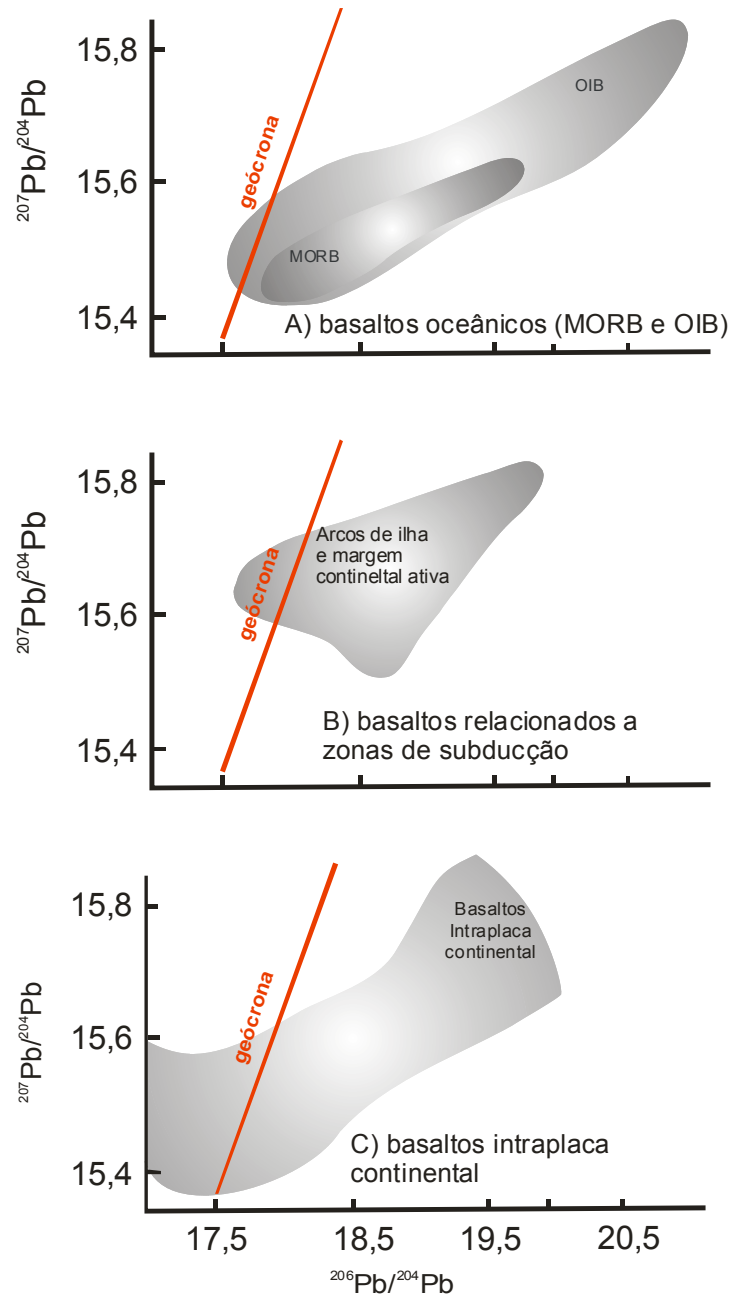 ²⁰⁷Pb/²⁰⁴Pb
15,8
15,6
15,4
geócrona
OIB
MORB
A) basaltos oceânicos (MORB e OIB)
²⁰⁷Pb/²⁰⁴Pb
15,8
15,6
15,4
geócrona
Arcos de ilha
e margem
contineltal ativa
B) basaltos relacionados a
zonas de subducção
²⁰⁷Pb/²⁰⁴Pb
15,8
15,6
15,4
geócrona
Basaltos
Intraplaca
continental
C) basaltos intraplaca
continental
17,5 18,5 19,5 20,5
²⁰⁶Pb/²⁰⁴Pb